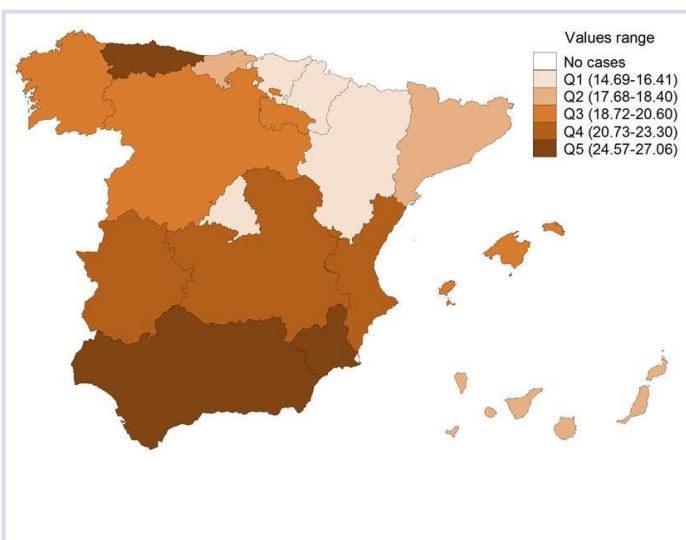 Values range
No cases
Q1 (14.69-16.41)
Q2 (17.68-18.40)
Q3 (18.72-20.60)
Q4 (20.73-23.30)
Q5 (24.57-27.06)